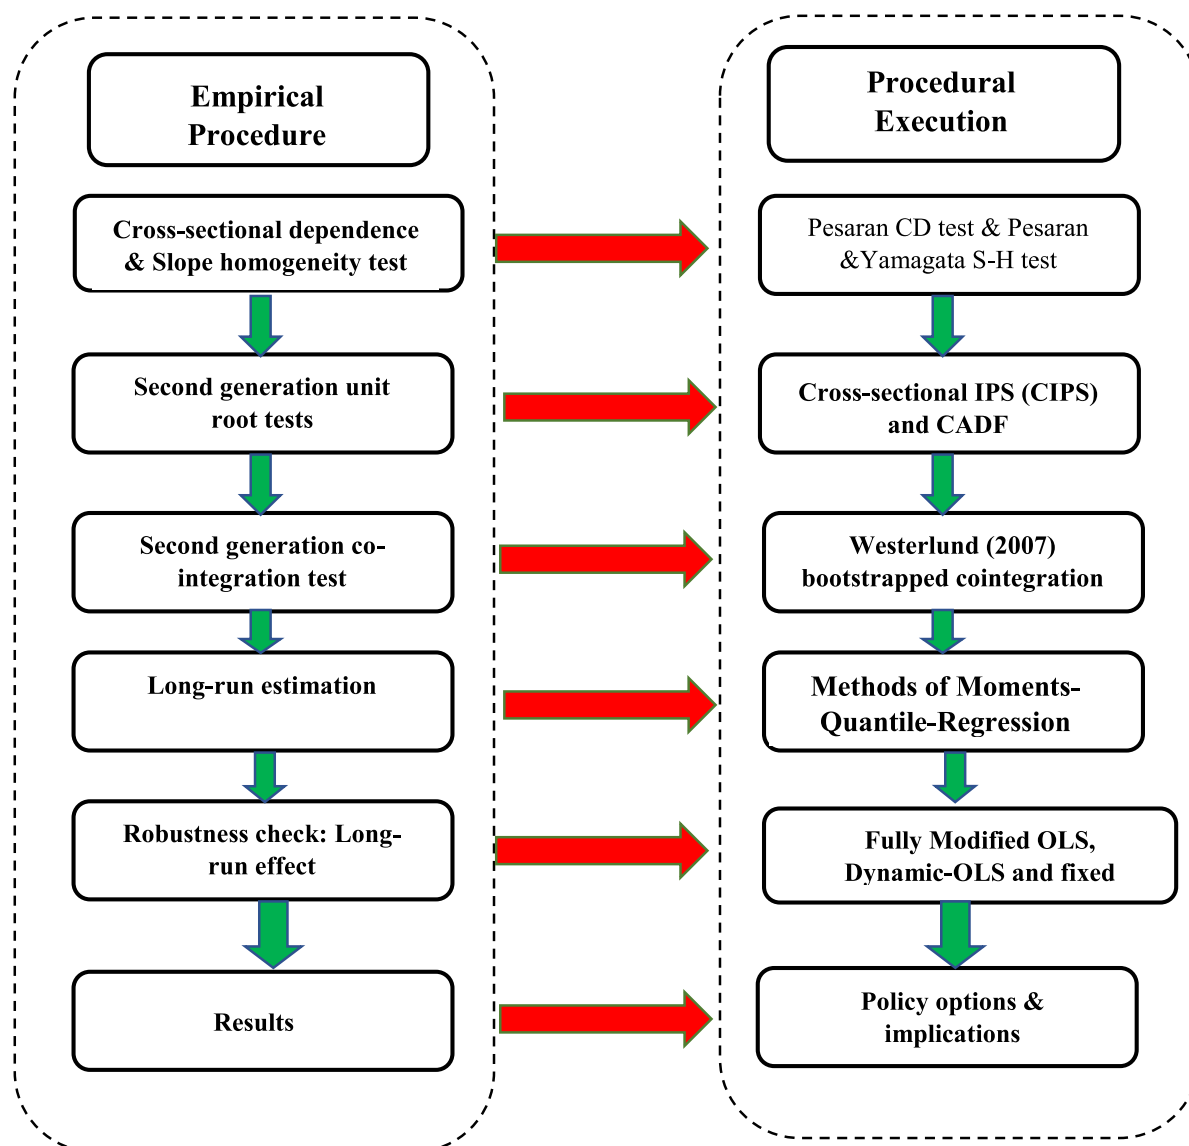 Empirical
Procedure
Procedural
Execution
Cross-sectional dependence
& Slope homogeneity test
Pesaran CD test & Pesaran
&Yamagata S-H test
Second generation unit
root tests
Cross-sectional IPS (CIPS)
and CADF
Second generation co-
integration test
Westerlund (2007)
bootstrapped cointegration
Long-run estimation
Methods of Moments-
Quantile-Regression
Robustness check: Long-
run effect
Fully Modified OLS,
Dynamic-OLS and fixed
Results
Policy options &
implications